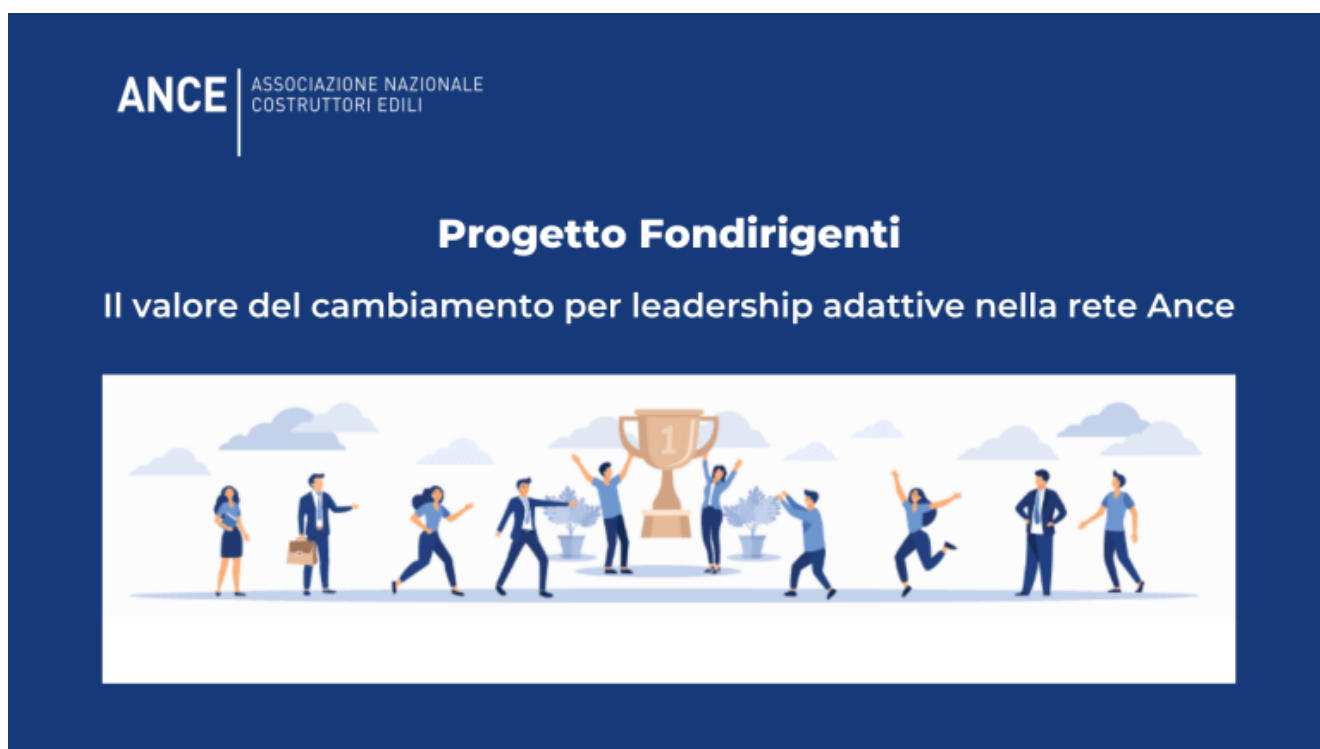 ANCE
ASSOCIAZIONE NAZIONALE
COSTRUTTORI EDILI
Progetto Fondirigenti
Il valore del cambiamento per leadership adattive nella rete Ance
1